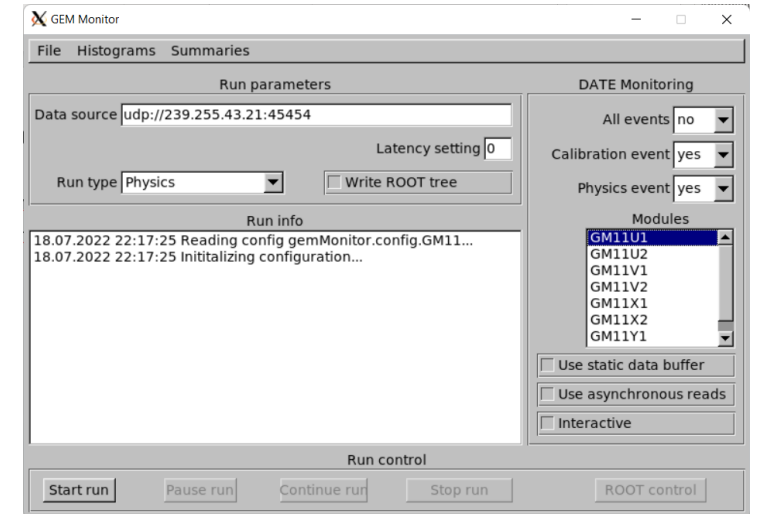 GEM Monitor
File Histograms Summaries
Run parameters
Data source udp://239.255.43.21:45454
Latency setting 0
Run type Physics
Write ROOT tree
Run info
18.07.2022 22:17:25 Reading config gemMonitor.config.GM11...
18.07.2022 22:17:25 Inititalzing configuration...
DATE Monitoring
All events no
Calibration event yes
Physics event yes
Modules
GM11U1
GM11U2
GM11V1
GM11V2
GM11X1
GM11X2
GM11Y1
Use static data buffer
Use asynchronous reads
Interactive
Run control
Start run Pause run Continue run Stop run ROOT control